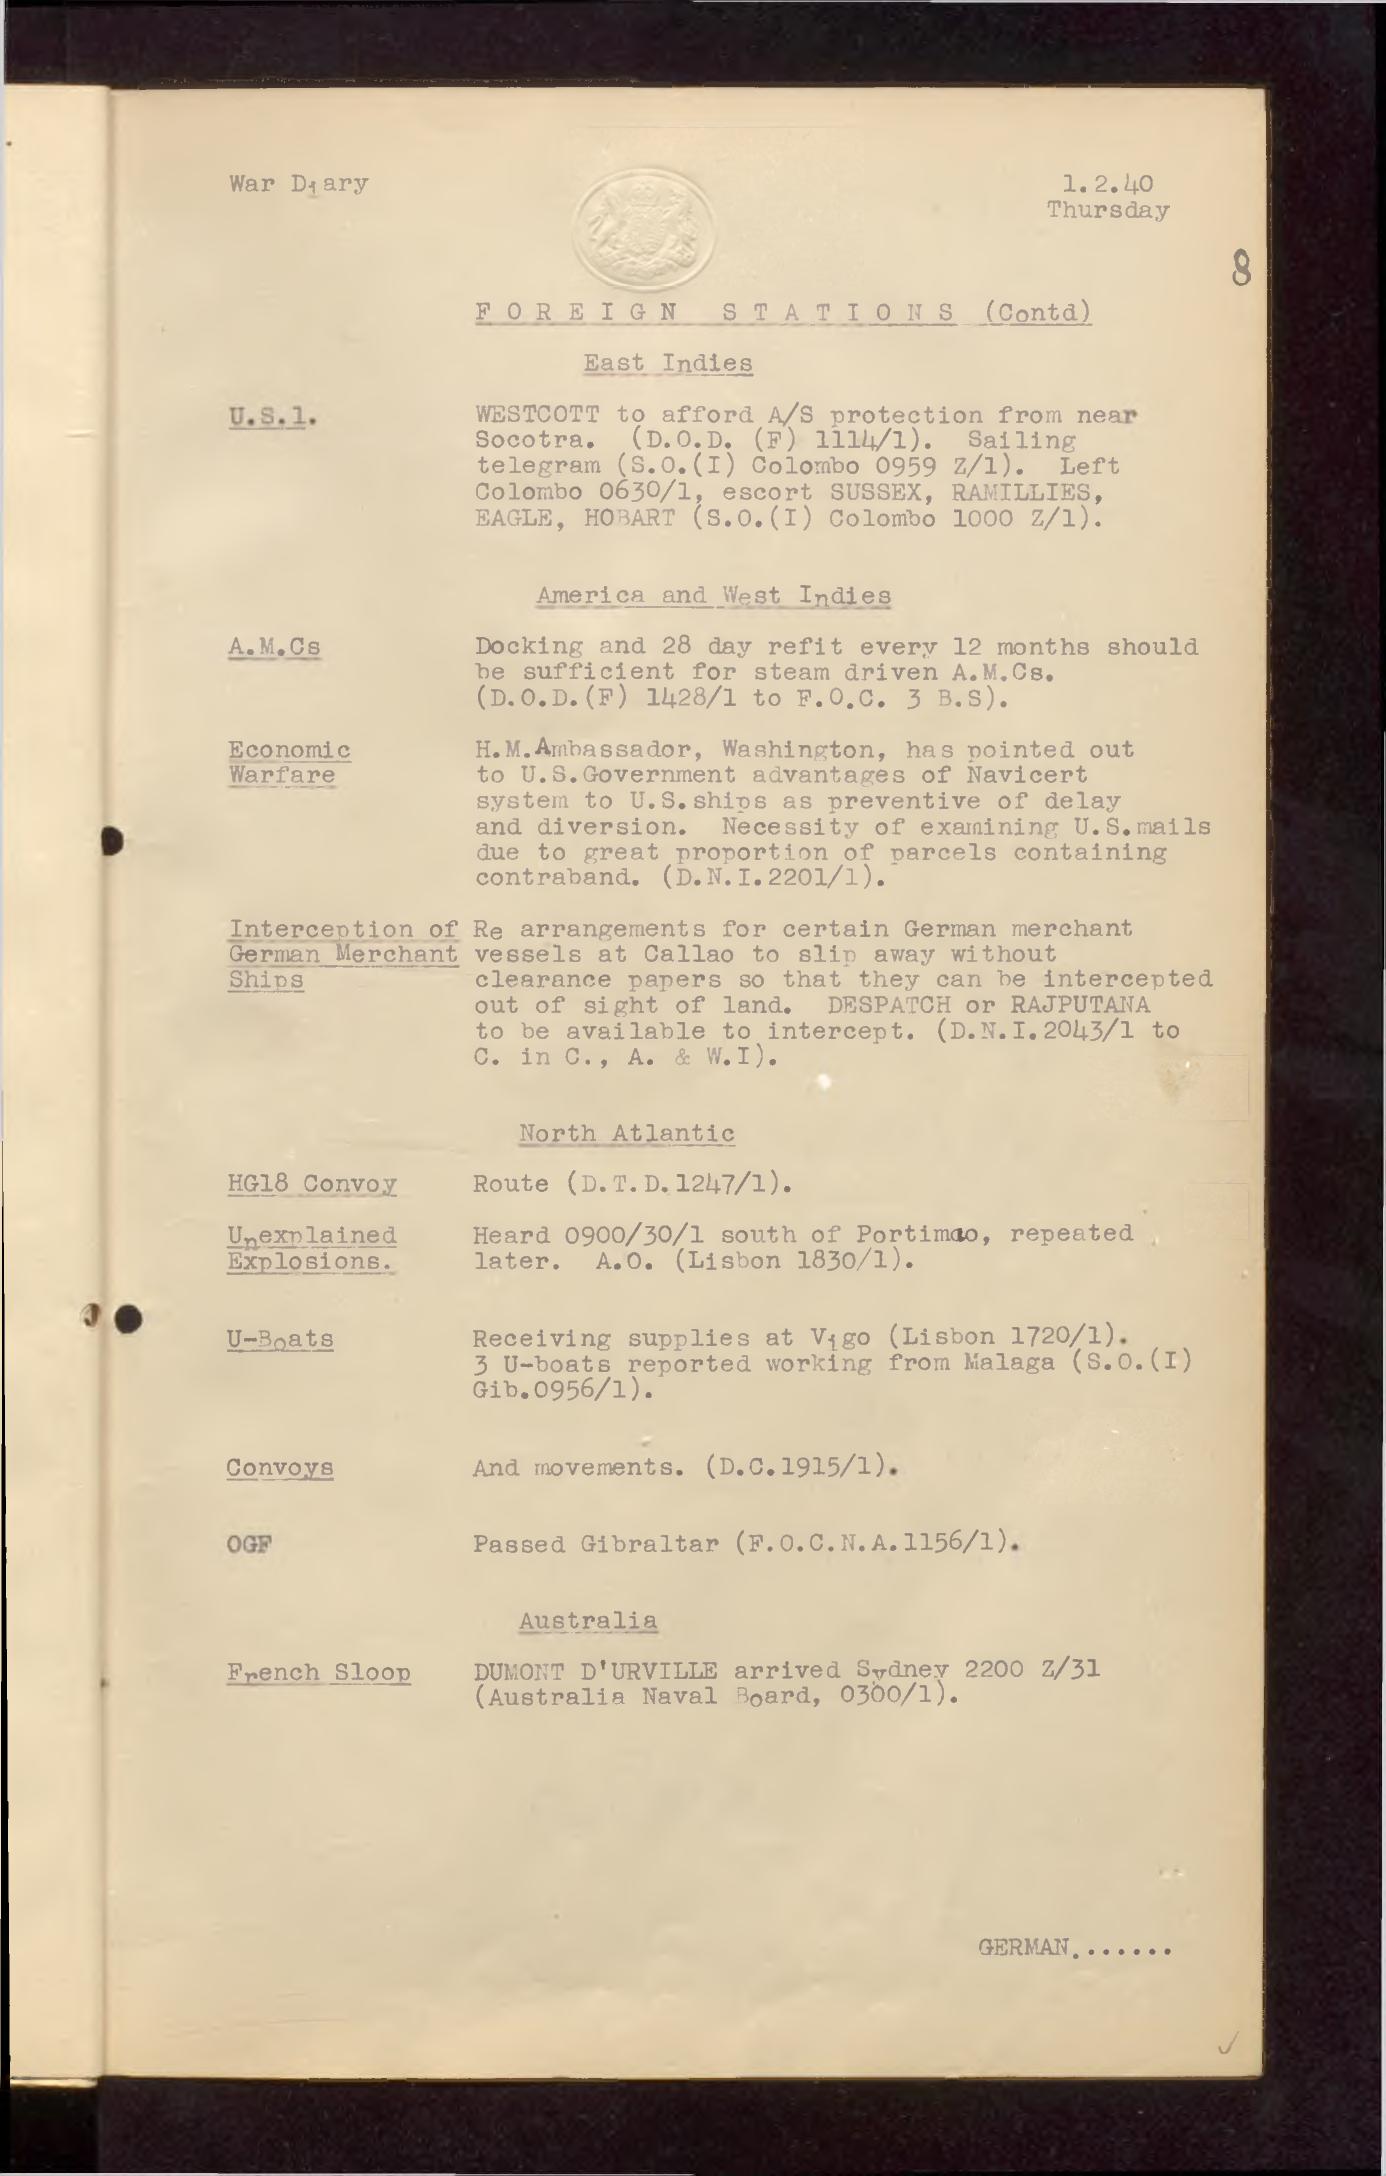 War Diary
1.2.40
Thursday
8
FOREIGN STATIONS (Contd)
East Indies
U.S.1. WESTCOTT to afford A/S protection from near
Socotra. (D.O.D. (F) 1114/1). Sailing
telegram (S.O.(I) Colombo 0959 Z/1). Left
Colombo 0630/1, escort SUSSEX, RAMILLIES,
EAGLE, HOBART (S.O.(I) Colombo 1000 Z/1).
America and West Indies
A.M.Cs Docking and 28 day refit every 12 months should
be sufficient for steam driven A.M.Cs.
(D.O.D.(F) 1428/1 to F.O.C. 3 B.S).
Economic H.M.Ambassador, Washington, has pointed out
Warfare to U.S.Government advantages of Navicert
system to U.S.ships as preventive of delay
and diversion. Necessity of examining U.S.mails
due to great proportion of parcels containing
contraband. (D.N.I.2201/1).
Interception of Re arrangements for certain German merchant
German Merchant vessels at Callao to slip away without
Ships clearance papers so that they can be intercepted
out of sight of land. DESPATCH or RAJPUTANA
to be available to intercept. (D.N.I.2043/1 to
C. in C., A. & W.I).
North Atlantic
HG18 Convoy Route (D.T.D.1247/1).
Unexplained Heard 0900/30/1 south of Portimao, repeated
Explosions. later. A.O. (Lisbon 1830/1).
U-Boats Receiving supplies at Vigo (Lisbon 1720/1).
3 U-boats reported working from Malaga (S.O.(I)
Gib.0956/1).
Convoys And movements. (D.C.1915/1).
OGF Passed Gibraltar (F.O.C.N.A.1156/1).
Australia
French Sloop DUMONT D'URVILLE arrived Sydney 2200 Z/31
(Australia Naval Board, 0300/1).
GERMAN.......